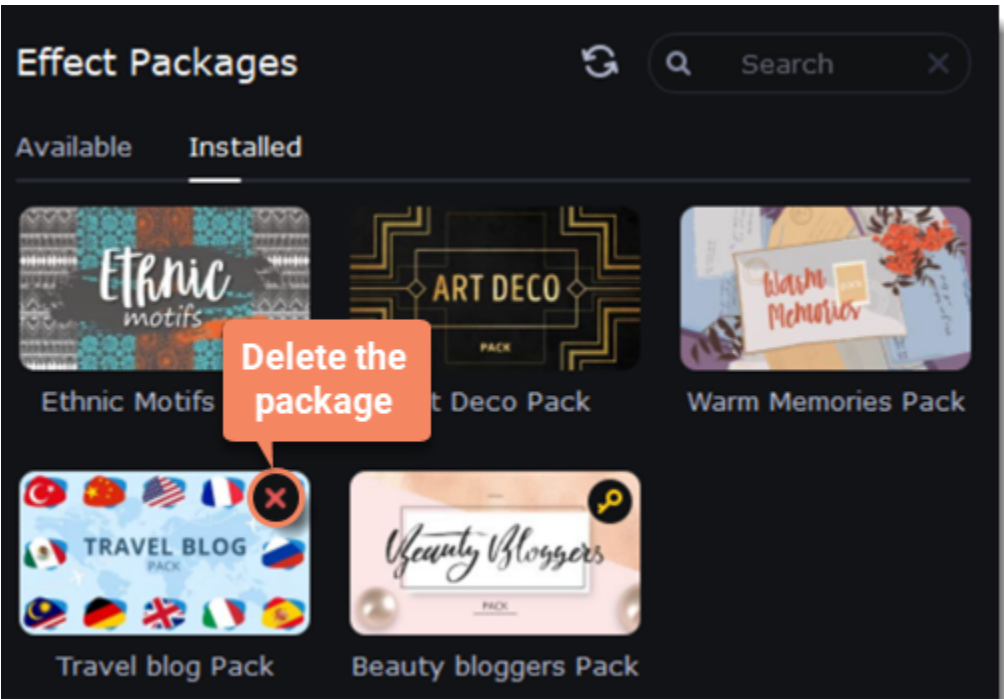 Effect Packages
Search
Available
Installed
Ethnic
motifs
ART DECO
PACK
Warm
Memories
Delete the
package
Ethnic Motifs
t Deco Pack
Warm Memories Pack
TRAVEL BLOG
PACK
Beauty Bloggers
PACK
Travel blog Pack
Beauty bloggers Pack